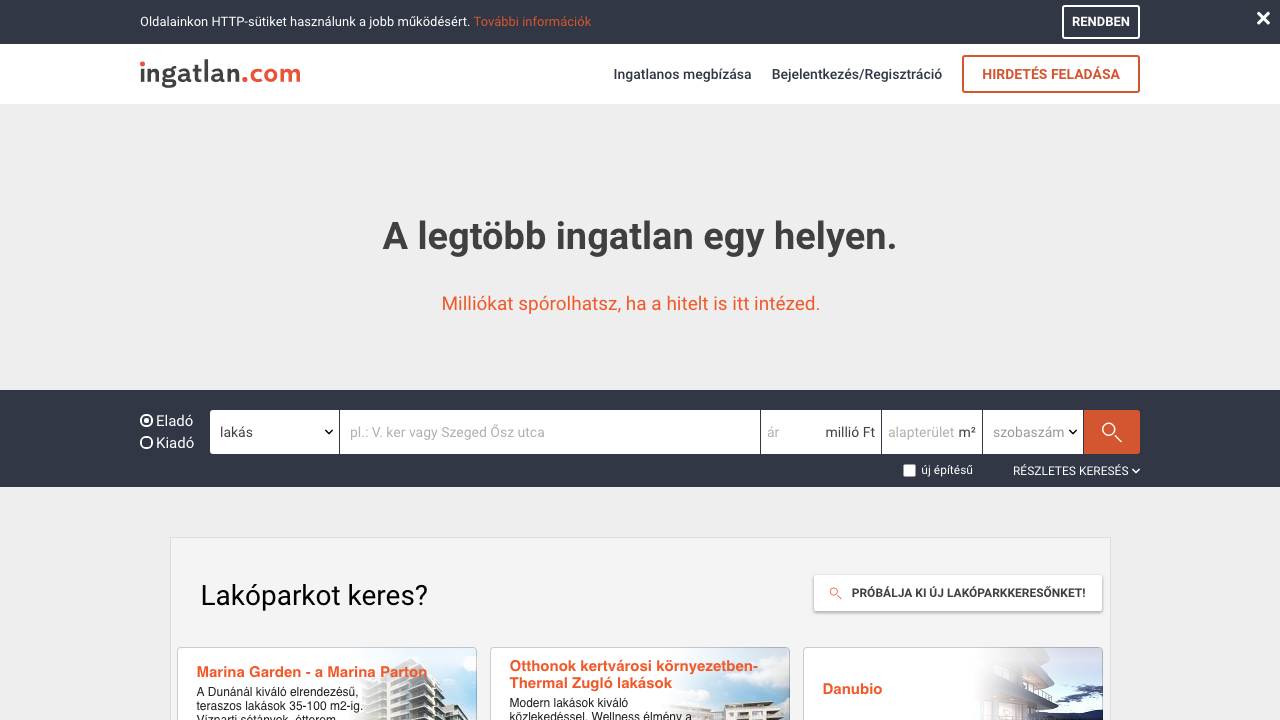 Oldalainkon HTTP-sütiket használunk a jobb működésért. További információk
RENDBEN
ingatlan.com
Ingatlanos megbízása
Bejelentkezés/Regisztráció
HIRDETÉS FELADÁSA
A legtöbb ingatlan egy helyen.
Milliókat spórolhatsz, ha a hitelt is itt intézed.
Eladó
Kiadó
lakás
pl.: V. ker vagy Szeged Ősz utca
ár
millió Ft
alapterület
m²
szobaszám
új építésű
RÉSZLETES KERESÉS
Lakóparkot keres?
PRÓBÁLJA KI ÚJ LAKÓPARKKERESŐNKET!
Marina Garden - a Marina Parton
A Dunánál kiváló elrendezésű,
teraszos lakások 35-100 m2-ig.
Vízparti sétányok, étterem,
Otthonok kertvárosi környezetben-
Thermal Zugló lakások
Modern lakások kiváló
közlekedéssel. Wellness élmény a
Danubio